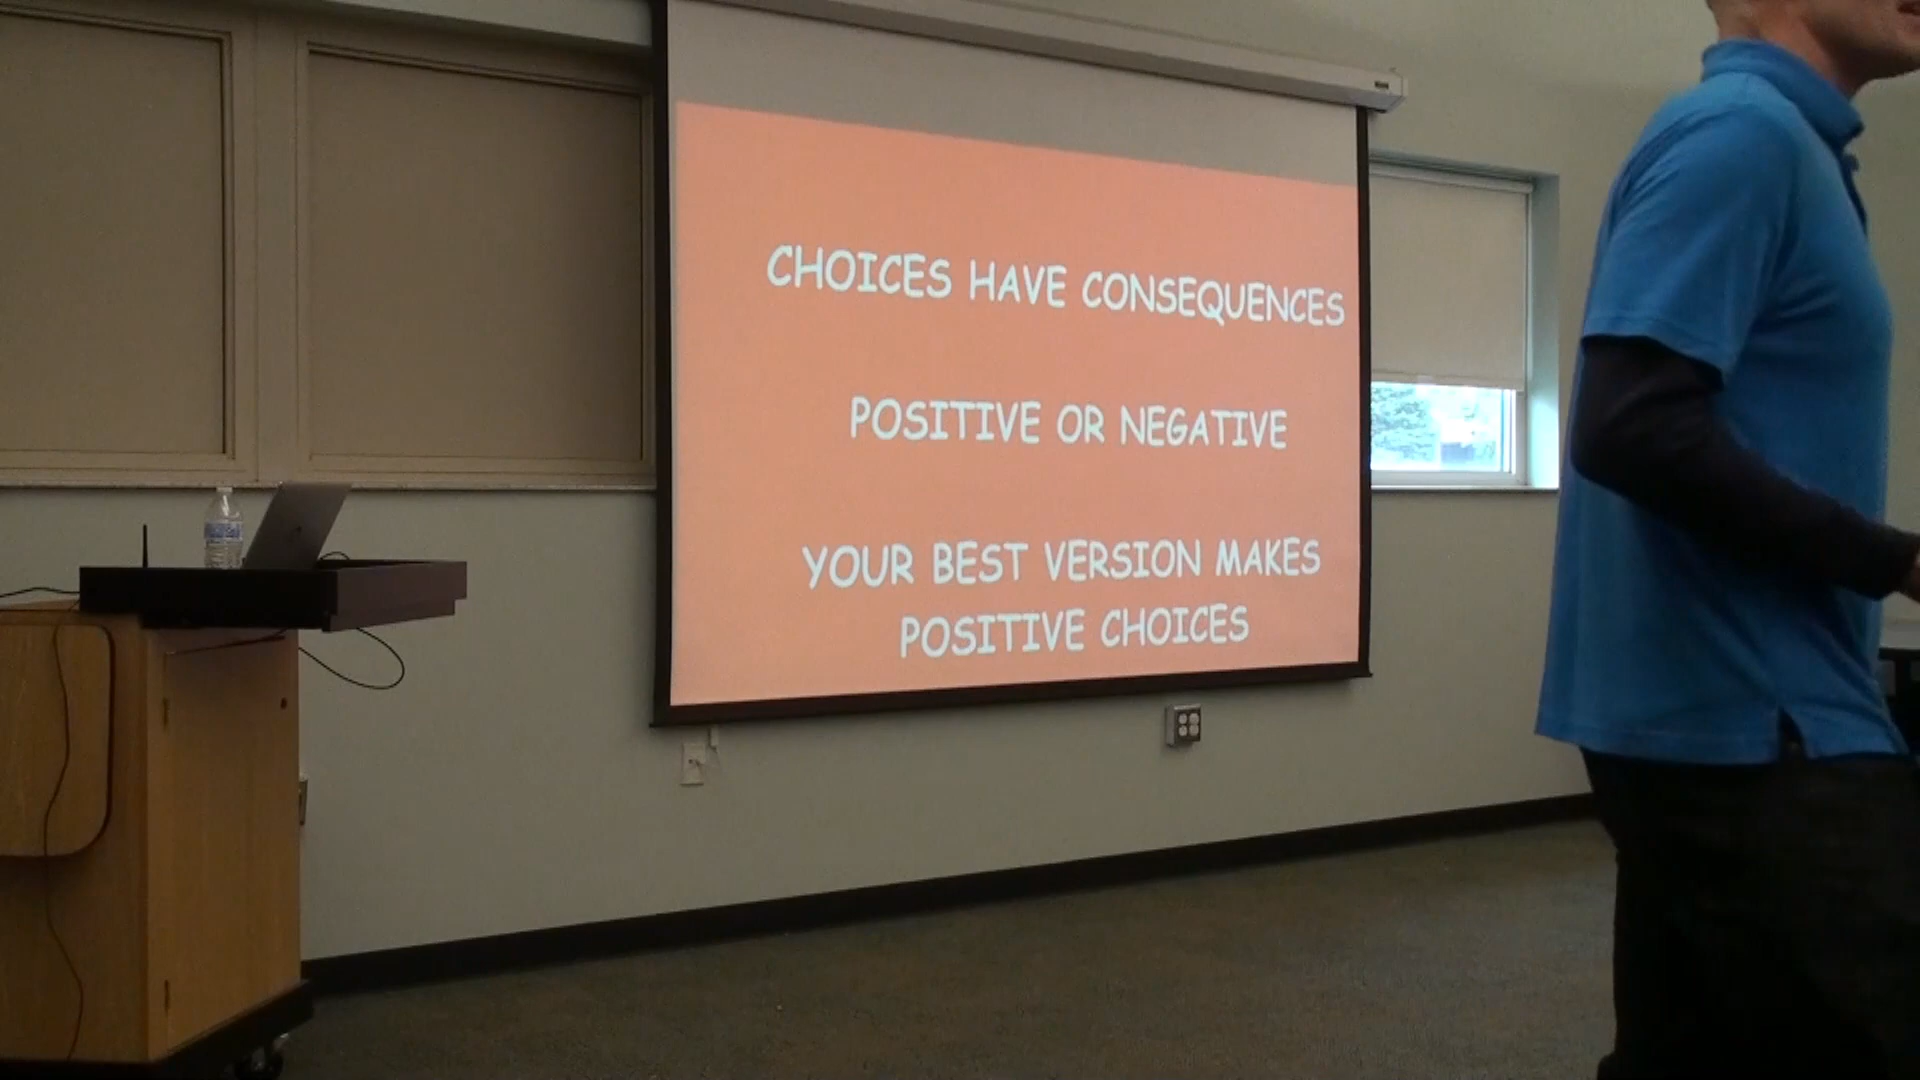 CHOICES HAVE CONSEQUENCES
POSITIVE OR NEGATIVE
YOUR BEST VERSION MAKES
POSITIVE CHOICES